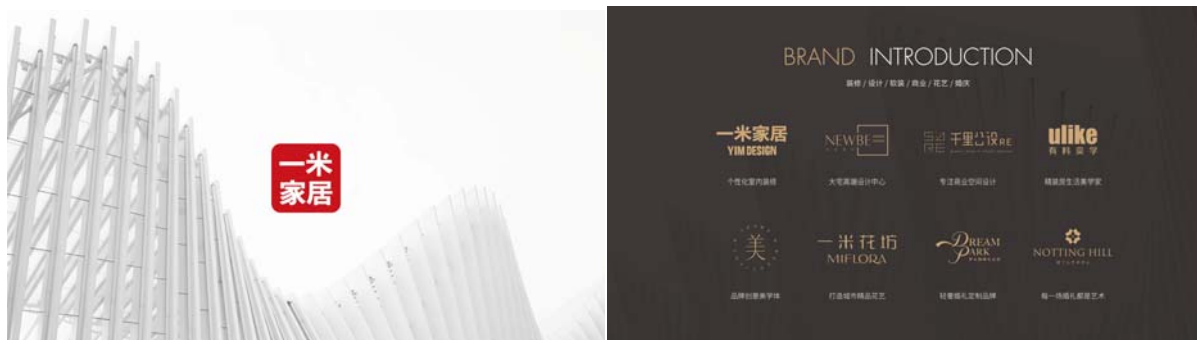 一米
家居
BRAND INTRODUCTION
装修 / 设计 / 软装 / 商业 / 花艺 / 婚庆
一米家居
YIM DESIGN
NEWBE
千里公设RE
ulike
有料美学
个性化室内装修
大宅高端设计中心
专注商业空间设计
精装房生活美学家
美
一米花坊
MIFLORA
DREAM
PARK
NOTTING HILL
品牌创意美学体
打造城市精品花艺
轻奢婚礼定制品牌
每一场婚礼都是艺术